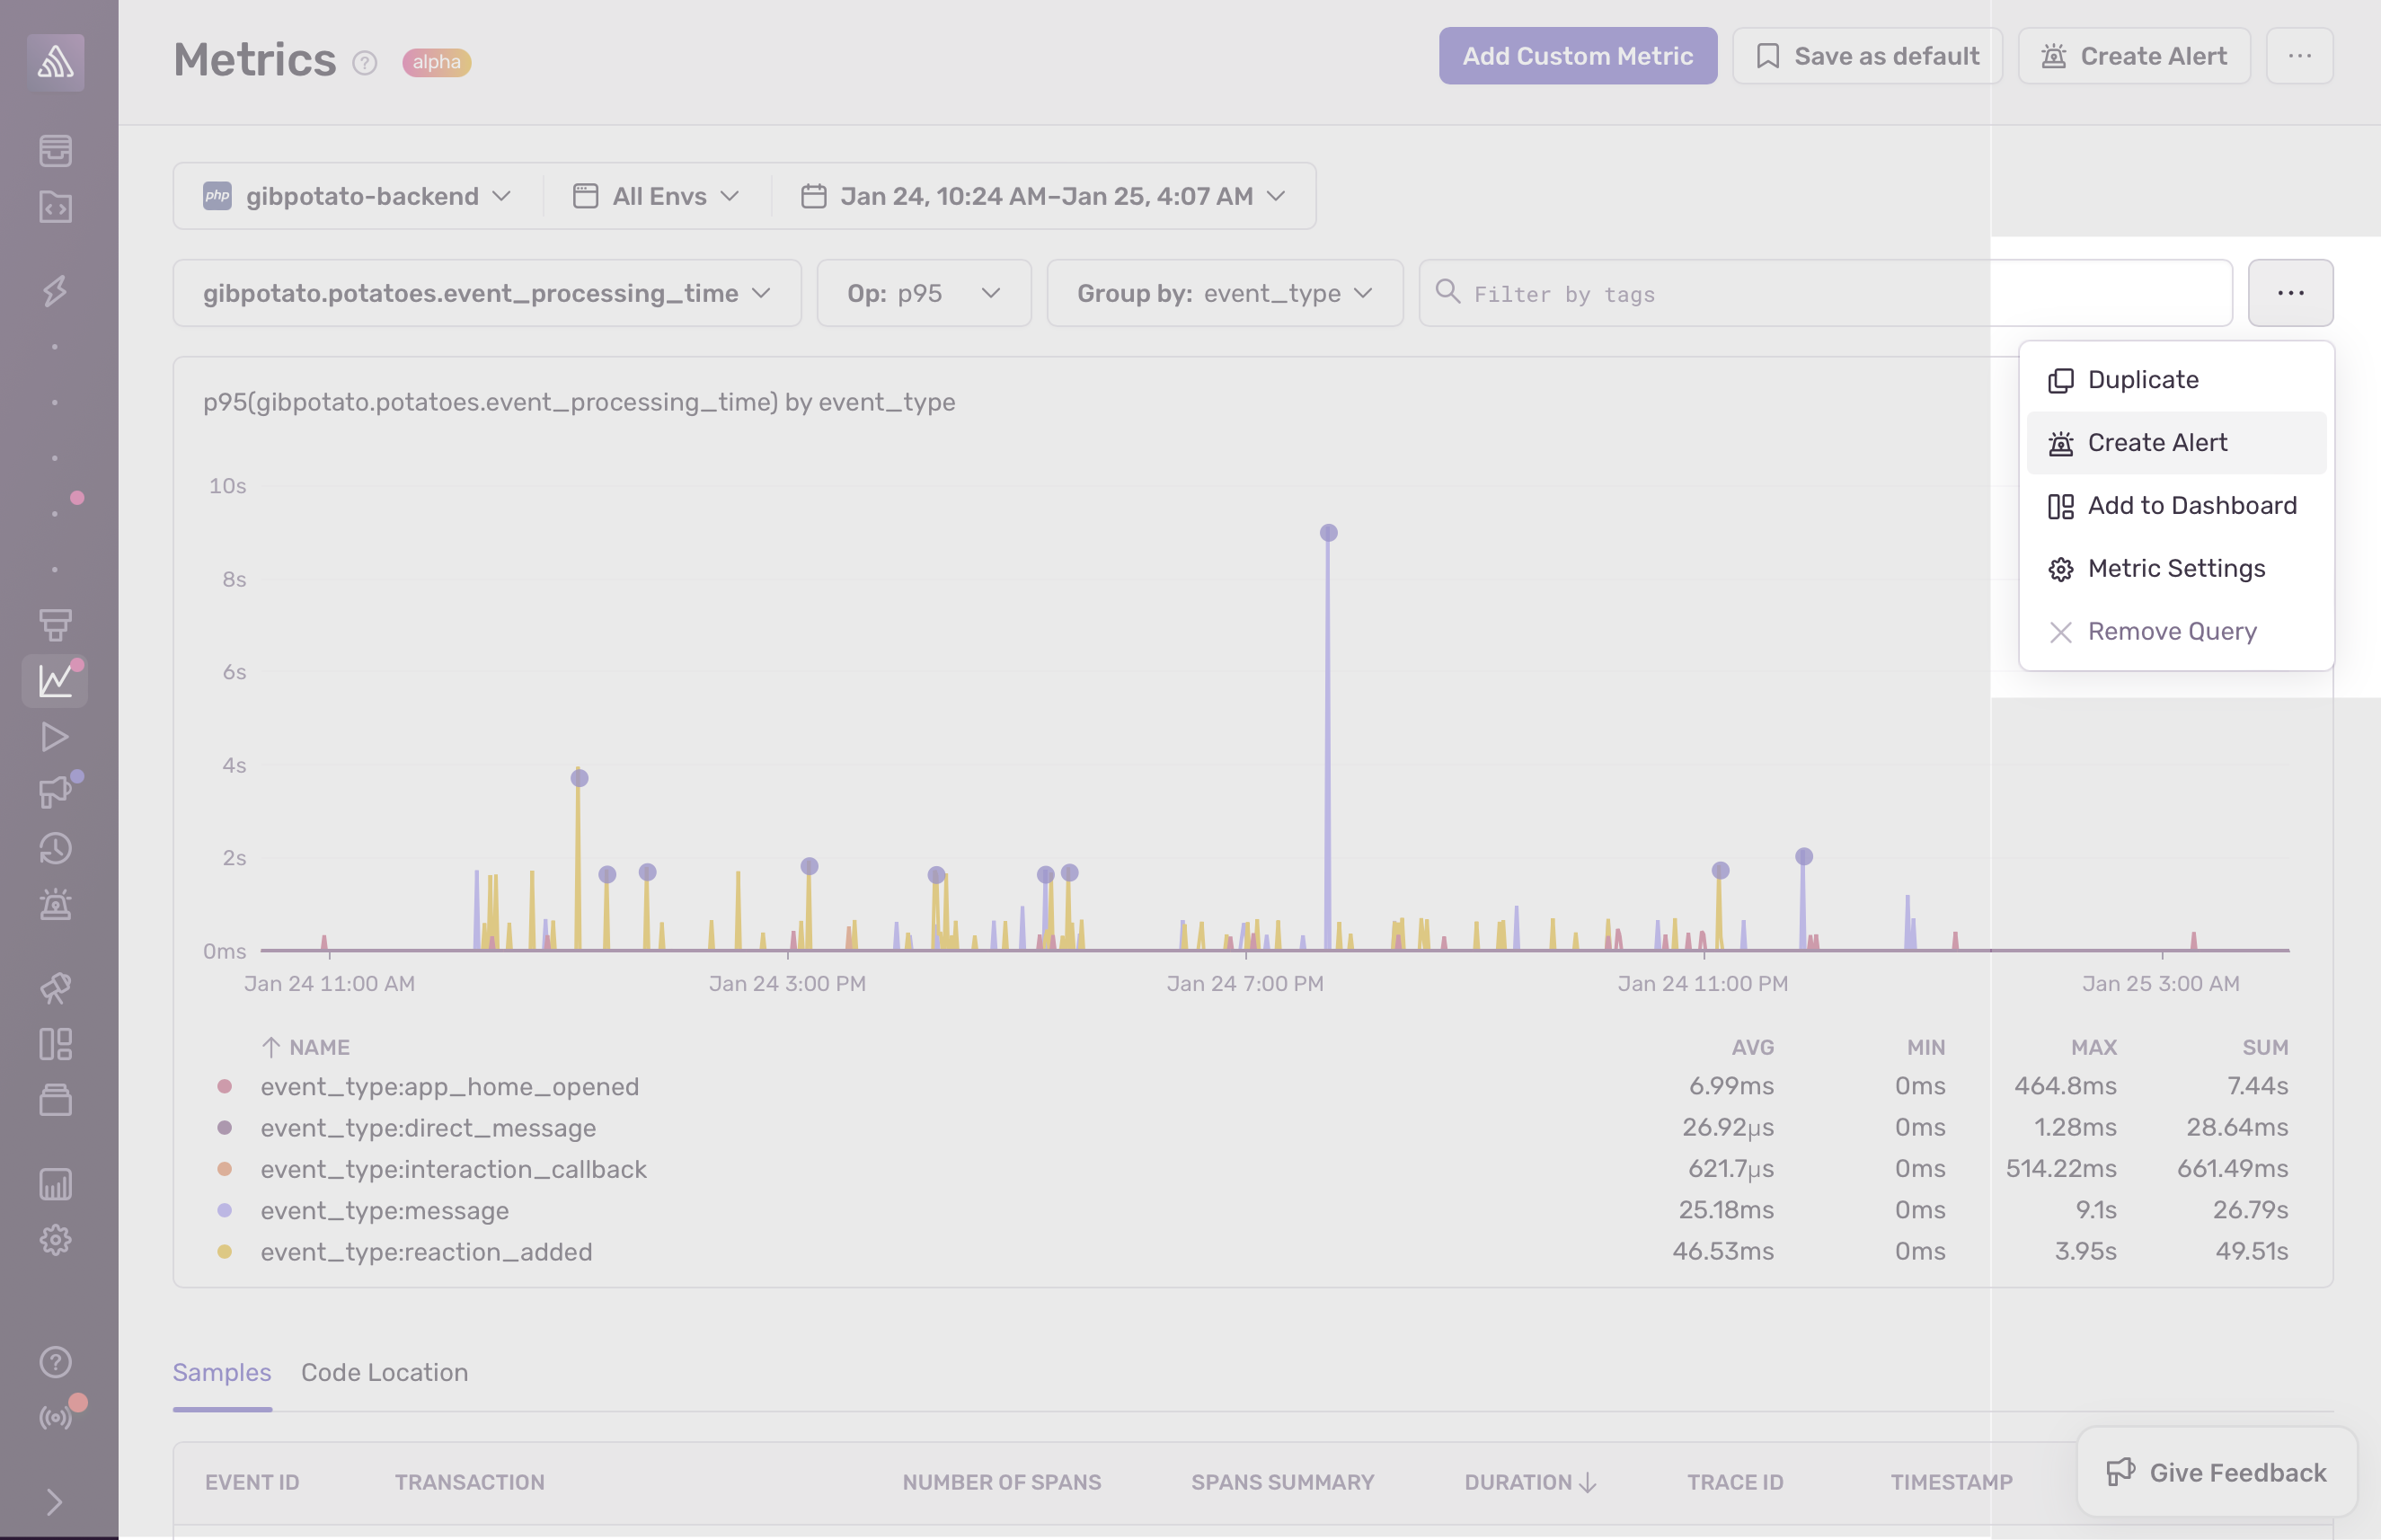 Metrics ? alpha
Add Custom Metric
Save as default
Create Alert
php gibpotato-backend
All Envs
Jan 24, 10:24 AM–Jan 25, 4:07 AM
gibpotato.potatoes.event_processing_time
Op: p95
Group by: event_type
Filter by tags
Duplicate
Create Alert
Add to Dashboard
Metric Settings
Remove Query
p95(gibpotato.potatoes.event_processing_time) by event_type
10s
8s
6s
4s
2s
0ms
Jan 24 11:00 AM
Jan 24 3:00 PM
Jan 24 7:00 PM
Jan 24 11:00 PM
Jan 25 3:00 AM
NAME AVG MIN MAX SUM
event_type:app_home_opened 6.99ms 0ms 464.8ms 7.44s
event_type:direct_message 26.92μs 0ms 1.28ms 28.64ms
event_type:interaction_callback 621.7μs 0ms 514.22ms 661.49ms
event_type:message 25.18ms 0ms 9.1s 26.79s
event_type:reaction_added 46.53ms 0ms 3.95s 49.51s
Samples
Code Location
EVENT ID TRANSACTION NUMBER OF SPANS SPANS SUMMARY DURATION TRACE ID TIMESTAMP
Give Feedback